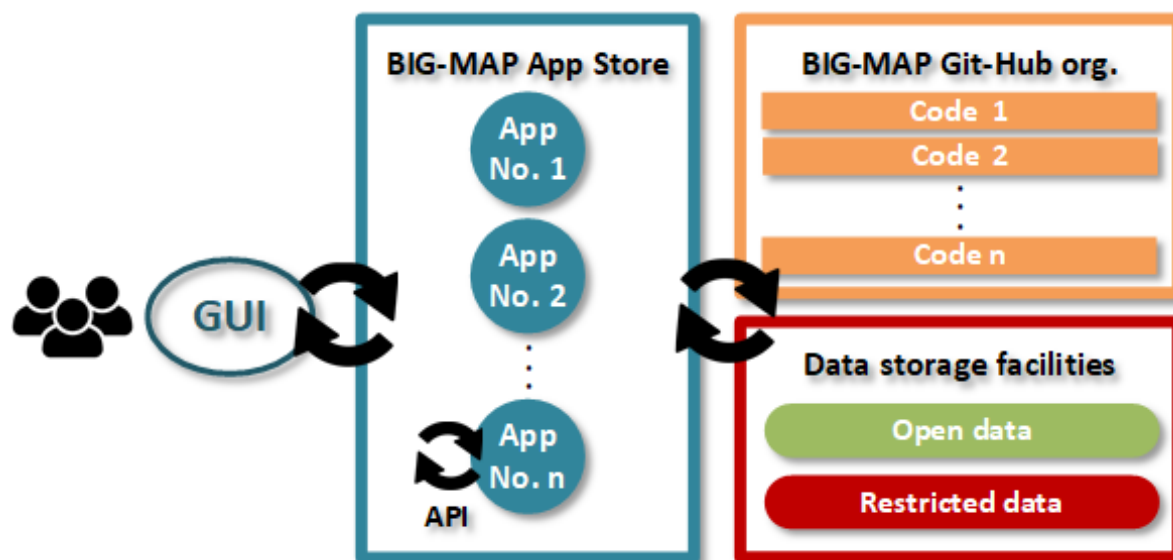 GUI
BIG-MAP App Store
App
No. 1
App
No. 2
App
No. n
API
BIG-MAP Git-Hub org.
Code 1
Code 2
Code n
Data storage facilities
Open data
Restricted data